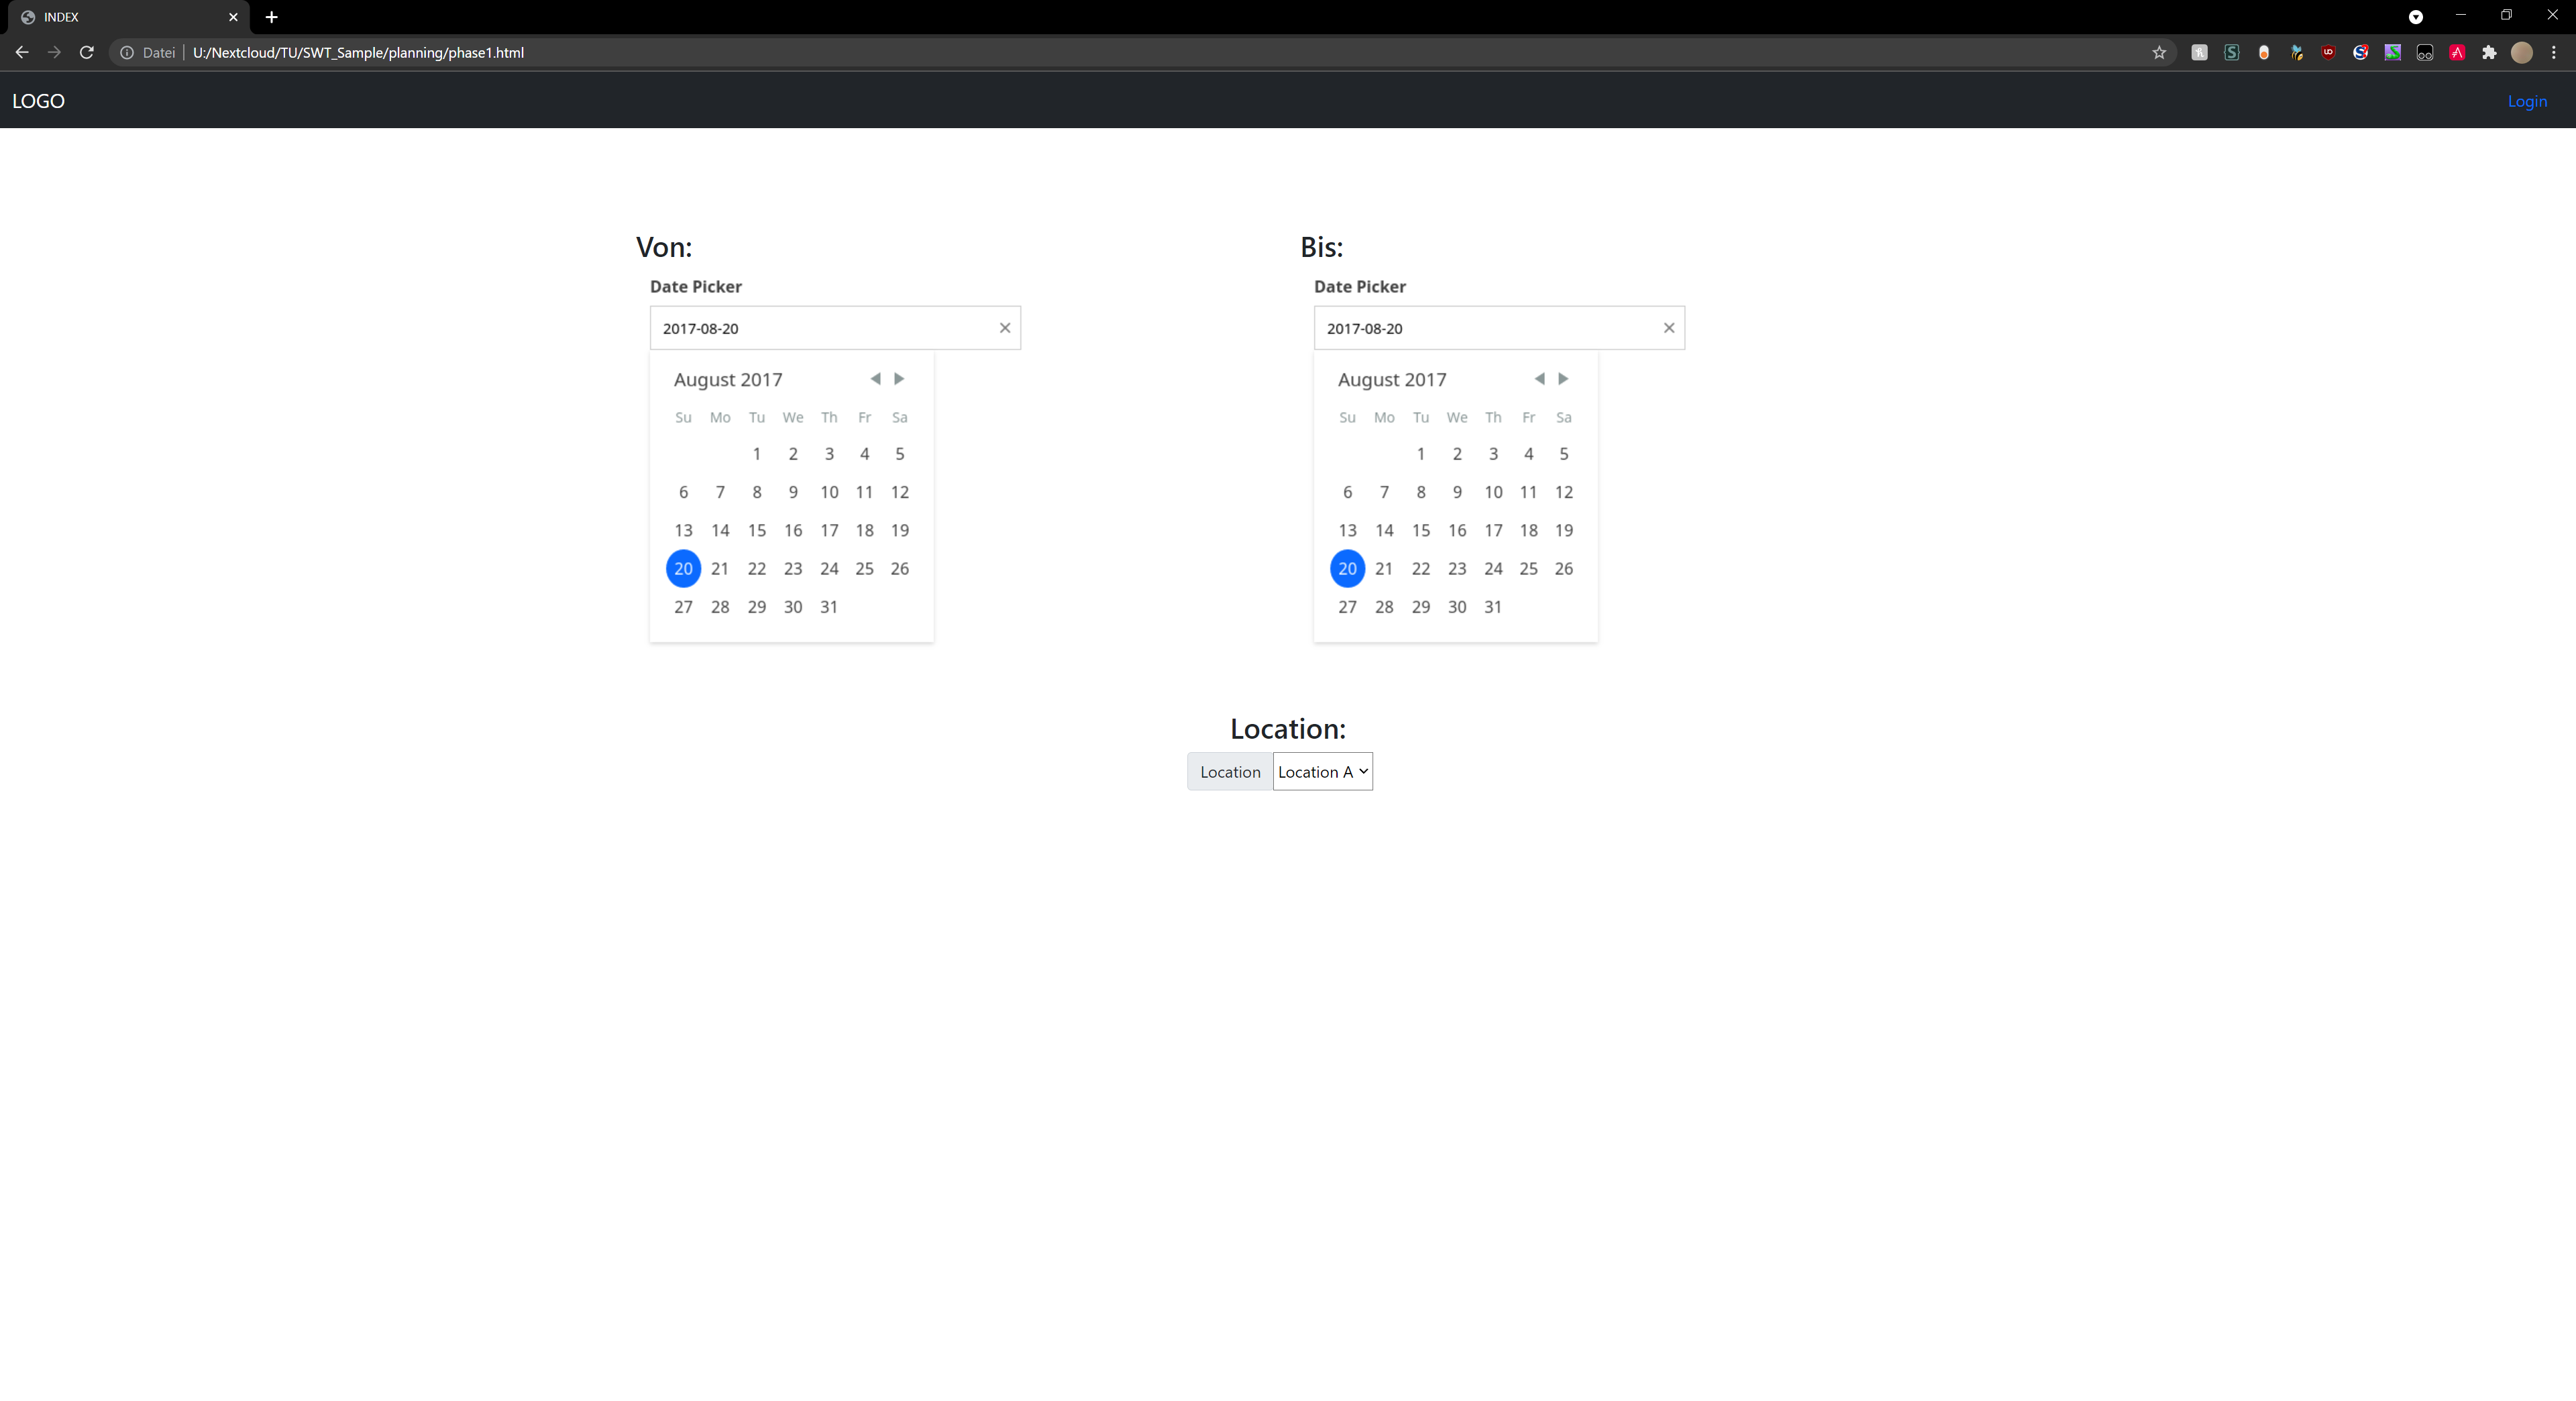 INDEX
Datei U:/Nextcloud/TU/SWT_Sample/planning/phase1.html
LOGO Login
Von:
Date Picker
2017-08-20
August 2017
Su Mo Tu We Th Fr Sa
1 2 3 4 5
6 7 8 9 10 11 12
13 14 15 16 17 18 19
20 21 22 23 24 25 26
27 28 29 30 31
Bis:
Date Picker
2017-08-20
August 2017
Su Mo Tu We Th Fr Sa
1 2 3 4 5
6 7 8 9 10 11 12
13 14 15 16 17 18 19
20 21 22 23 24 25 26
27 28 29 30 31
Location:
Location Location A